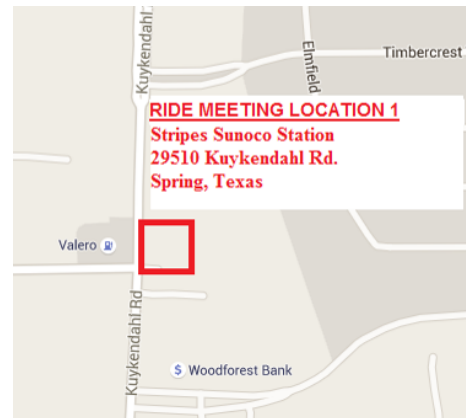 Kuykendahl
Elmfield
Timbercrest
RIDE MEETING LOCATION 1
Stripes Sunoco Station
29510 Kuykendahl Rd.
Spring, Texas
Valero
Kuykendahl Rd
$ Woodforest Bank